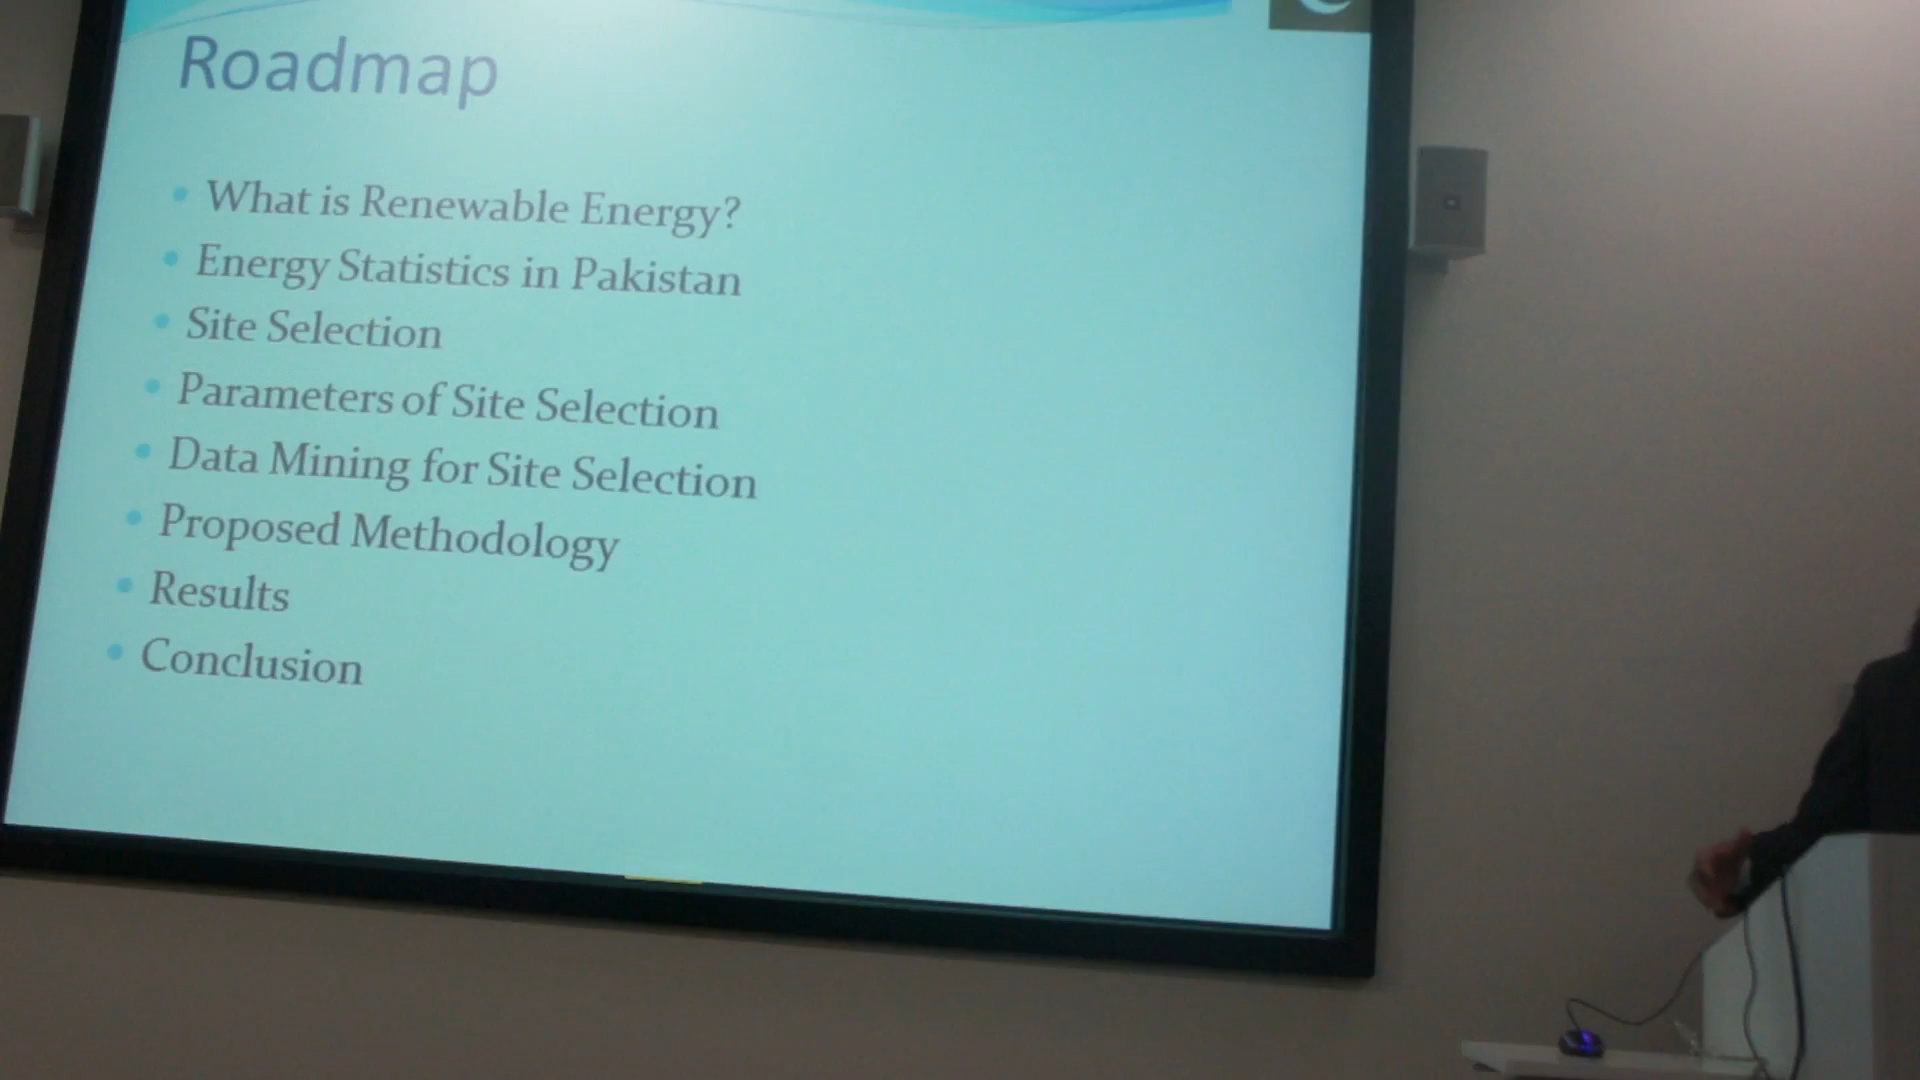 Roadmap
What is Renewable Energy?
Energy Statistics in Pakistan
Site Selection
Parameters of Site Selection
Data Mining for Site Selection
Proposed Methodology
Results
Conclusion